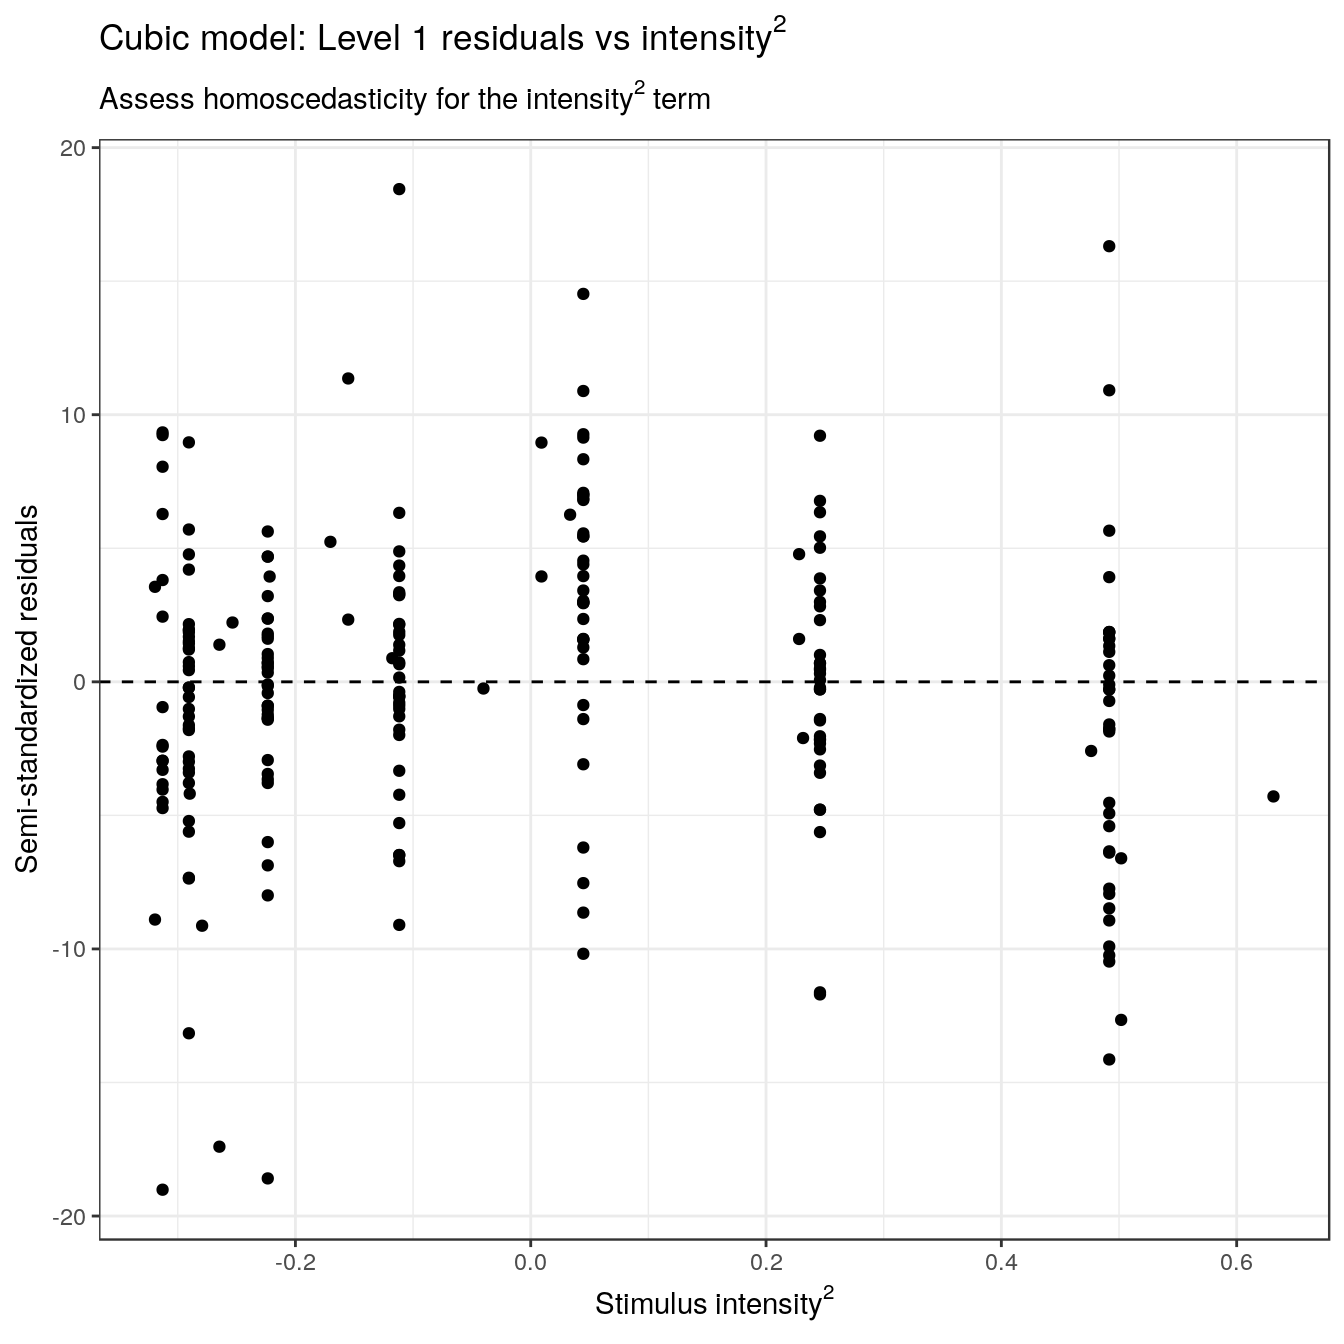 Cubic model: Level 1 residuals vs intensity²
Assess homoscedasticity for the intensity² term
20
10
0
-10
-20
Semi-standardized residuals
-0.2
0.0
0.2
0.4
0.6
Stimulus intensity²